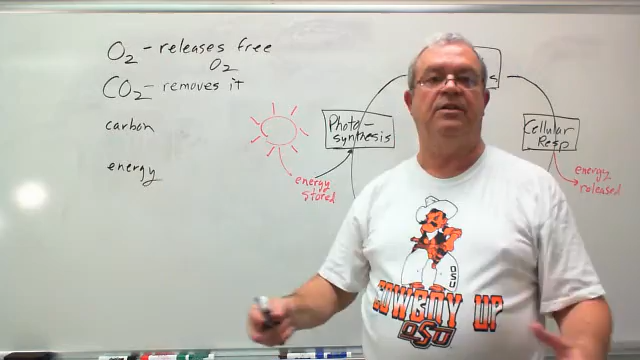 O₂ - releases free
O₂
CO₂ - removes it
carbon
energy
Photo-
synthesis
energy
stored
Cellular
Resp
energy
released
OSU
COWBOY UP
OSU